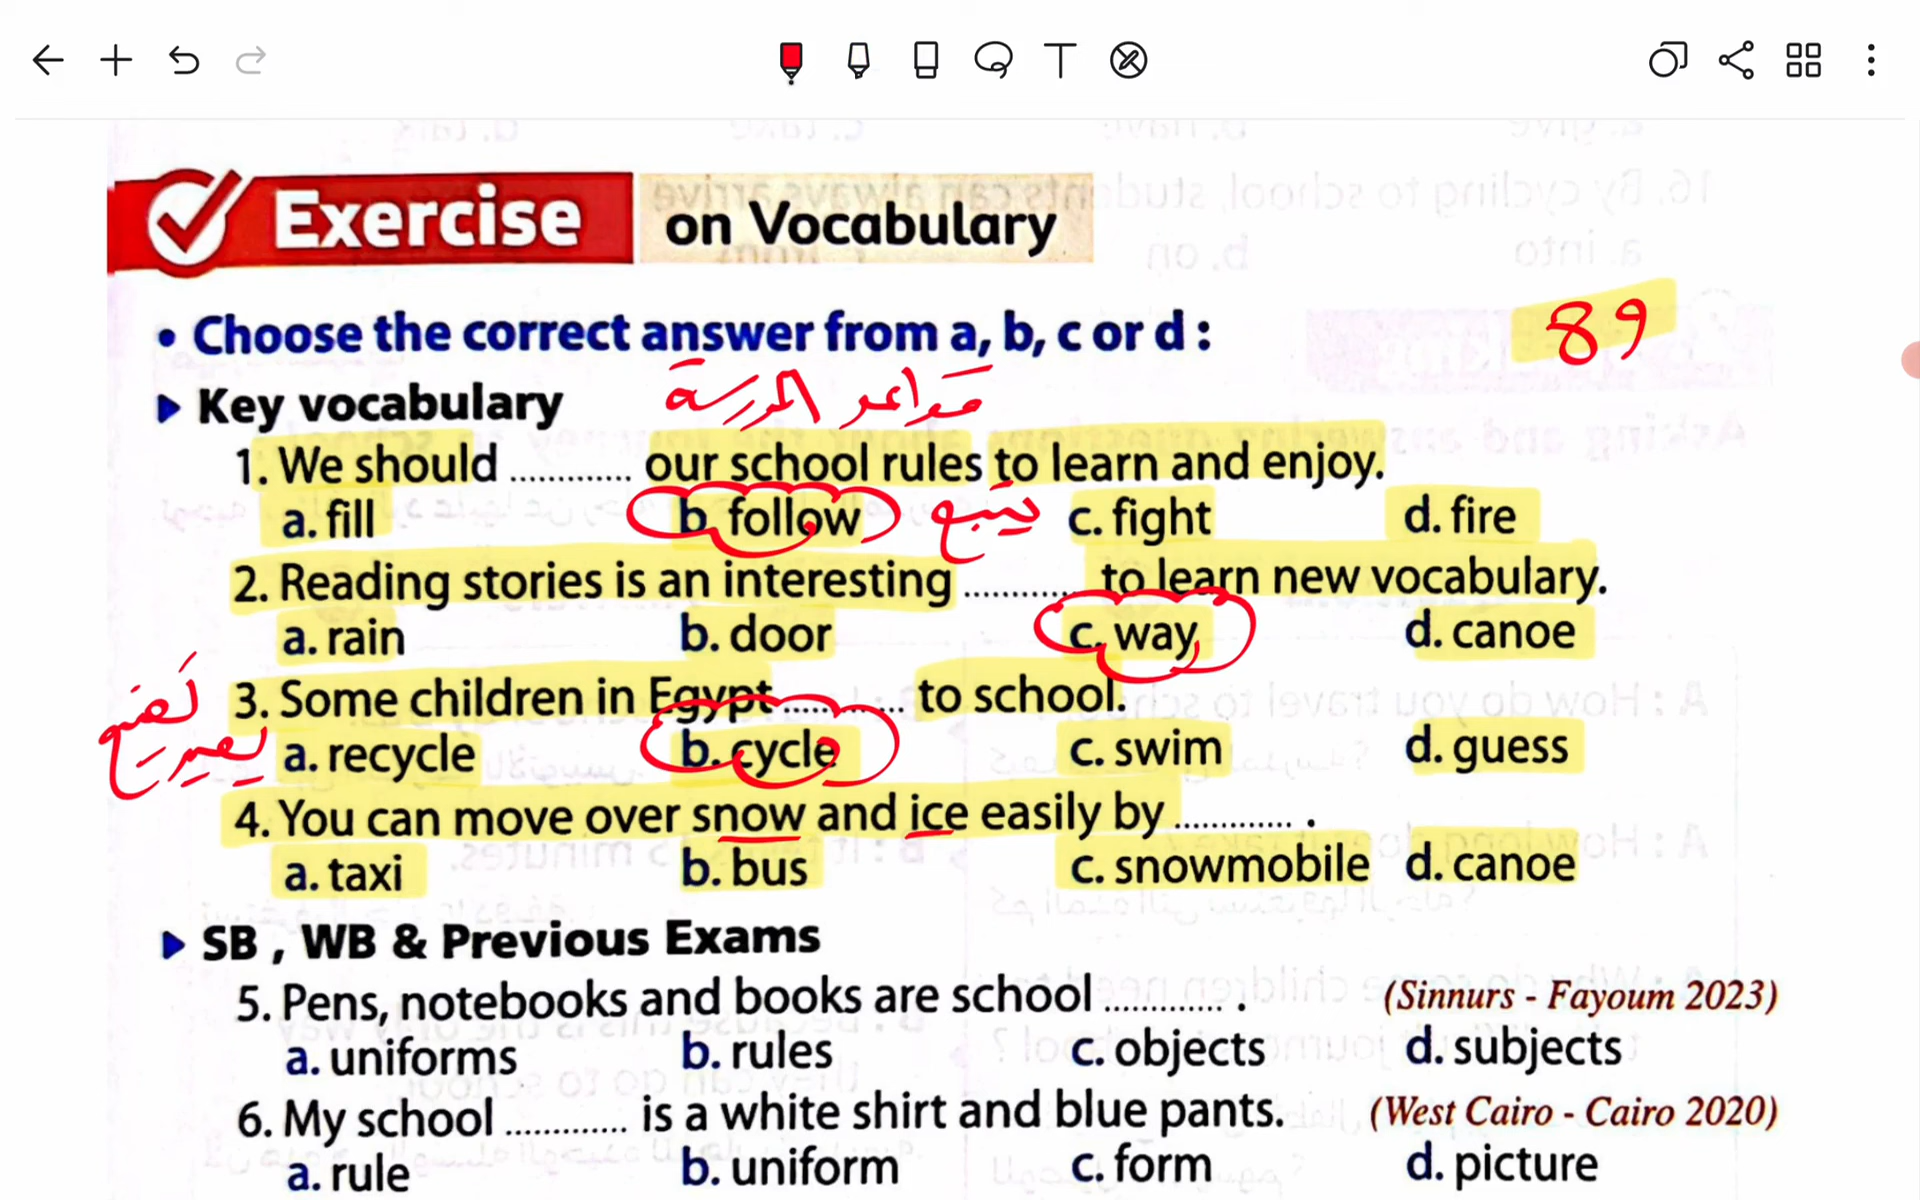 Exercise on Vocabulary
• Choose the correct answer from a, b, c or d :
89
Key vocabulary
قواعد المدرسة
1. We should ............ our school rules to learn and enjoy.
a. fill b. follow يتبع c. fight d. fire
2. Reading stories is an interesting ............ to learn new vocabulary.
a. rain b. door c. way d. canoe
3. Some children in Egypt ............ to school.
a. recycle b. cycle c. swim d. guess
4. You can move over snow and ice easily by ............ .
a. taxi b. bus c. snowmobile d. canoe
SB , WB & Previous Exams
5. Pens, notebooks and books are school ............ . (Sinnurs - Fayoum 2023)
a. uniforms b. rules c. objects d. subjects
6. My school ............ is a white shirt and blue pants. (West Cairo - Cairo 2020)
a. rule b. uniform c. form d. picture